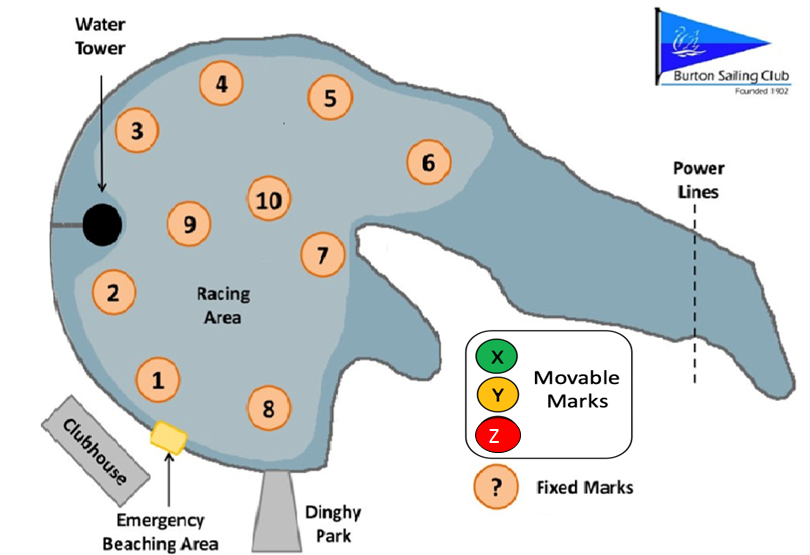 Water
Tower
Burton Sailing Club
Founded 1902
4
5
3
6
Power
Lines
10
9
7
2
Racing
Area
X
Y
Z
Movable
Marks
1
8
Clubhouse
?
Fixed Marks
Emergency
Beaching Area
Dinghy
Park